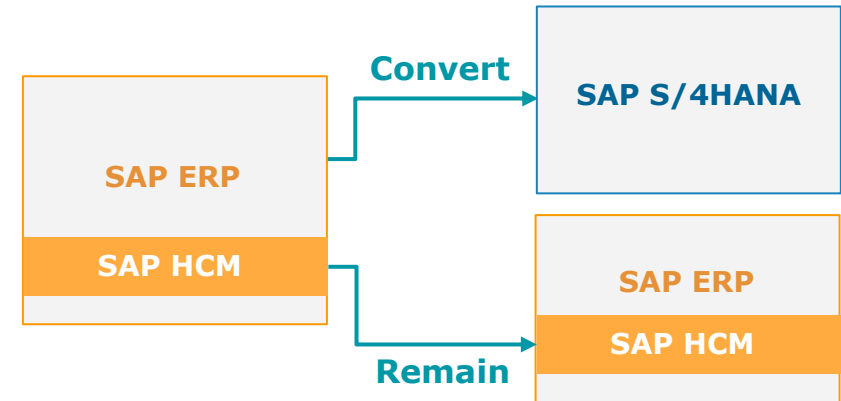 Convert
SAP S/4HANA
SAP ERP
SAP HCM
SAP ERP
SAP HCM
Remain